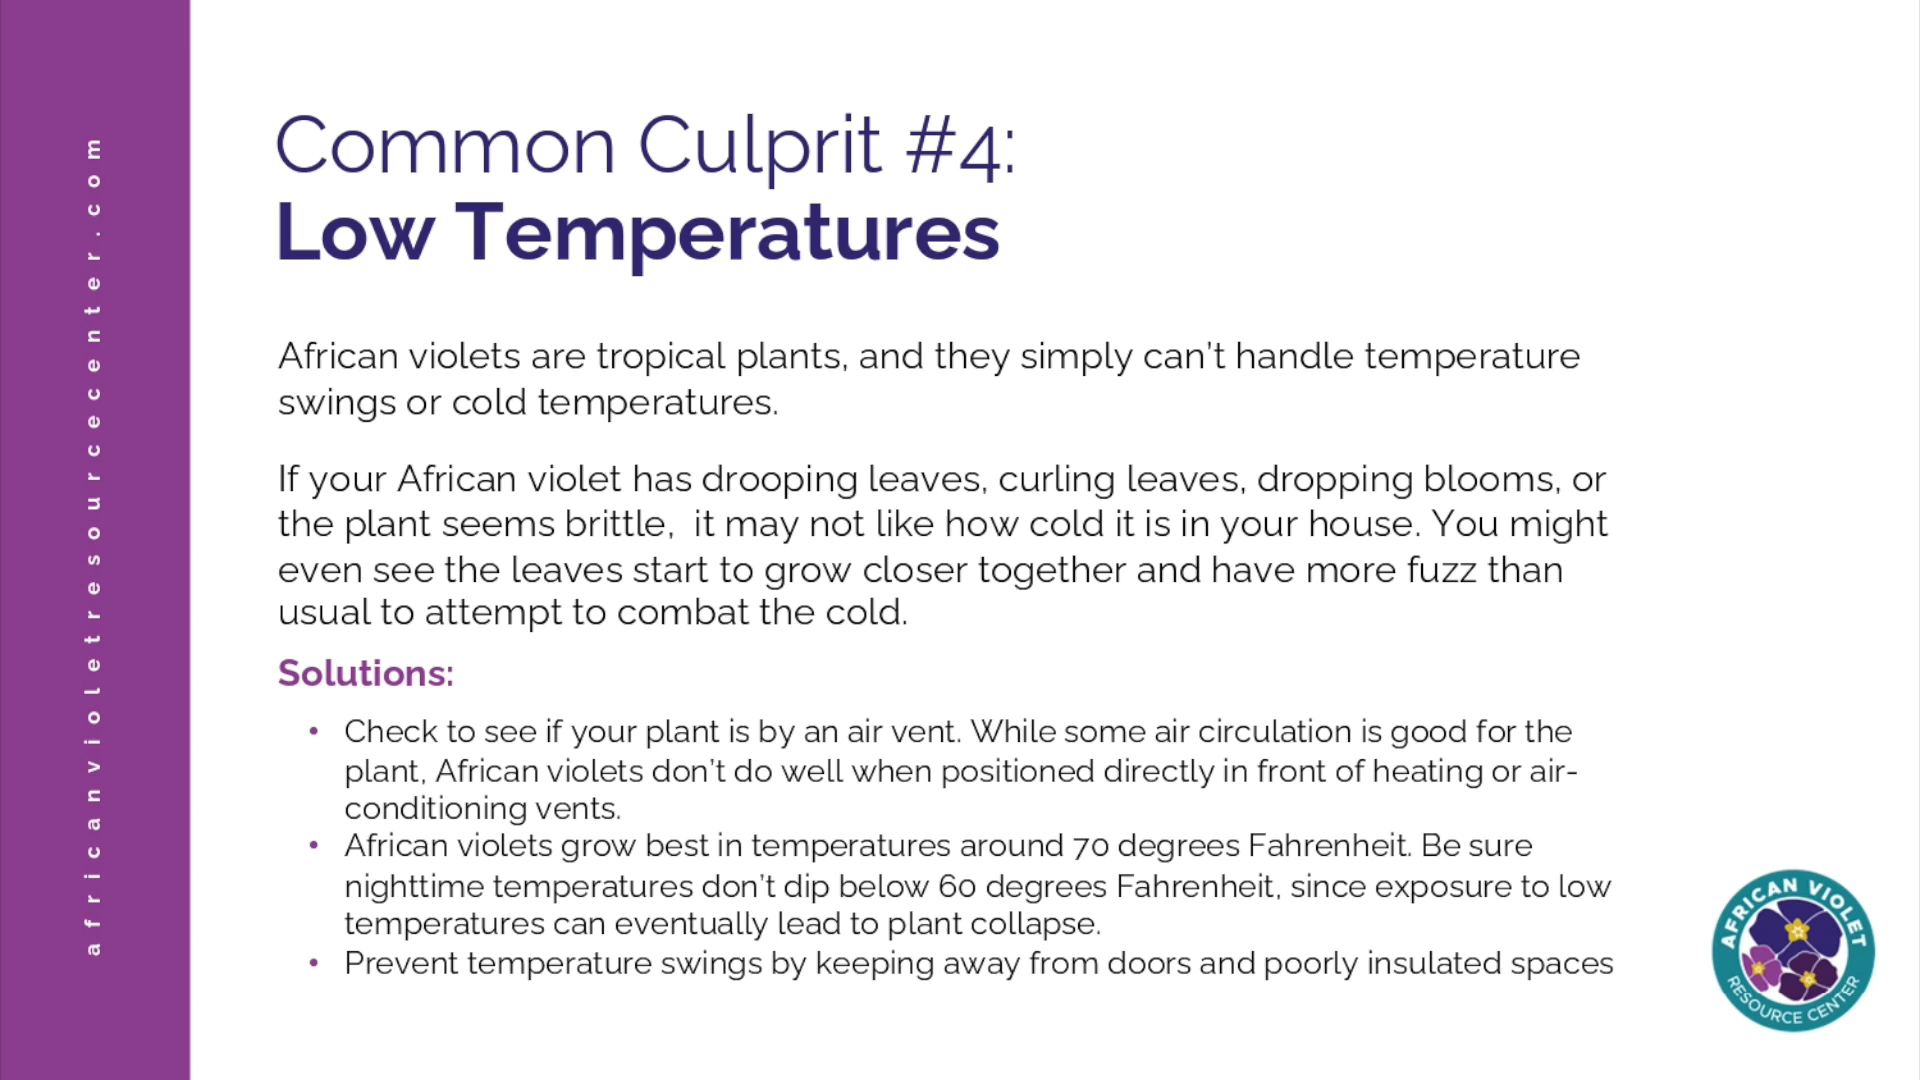 africanvioletresourcecenter.com
Common Culprit #4:
Low Temperatures
African violets are tropical plants, and they simply can't handle temperature
swings or cold temperatures.
If your African violet has drooping leaves, curling leaves, dropping blooms, or
the plant seems brittle,  it may not like how cold it is in your house. You might
even see the leaves start to grow closer together and have more fuzz than
usual to attempt to combat the cold.
Solutions:
• Check to see if your plant is by an air vent. While some air circulation is good for the
plant, African violets don't do well when positioned directly in front of heating or air-
conditioning vents.
• African violets grow best in temperatures around 70 degrees Fahrenheit. Be sure
nighttime temperatures don't dip below 60 degrees Fahrenheit, since exposure to low
temperatures can eventually lead to plant collapse.
• Prevent temperature swings by keeping away from doors and poorly insulated spaces
AFRICAN VIOLET
RESOURCE CENTER